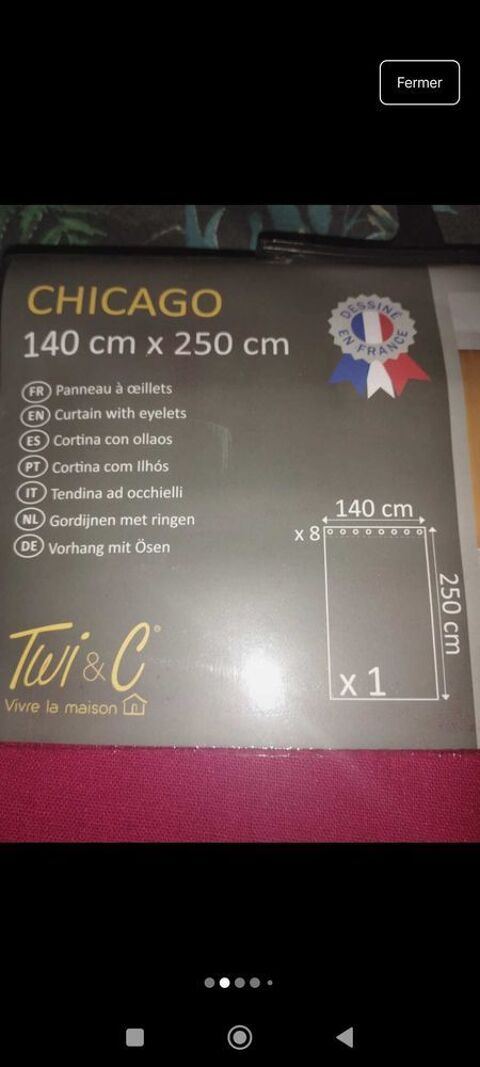 Fermer
CHICAGO
140 cm x 250 cm
DESSINÉ
EN FRANCE
FR Panneau à œillets
EN Curtain with eyelets
ES Cortina con ollaos
PT Cortina com Ilhós
IT Tendina ad occhielli
NL Gordijnen met ringen
DE Vorhang mit Ösen
140 cm
x 8
250 cm
x 1
Twi & C®
Vivre la maison